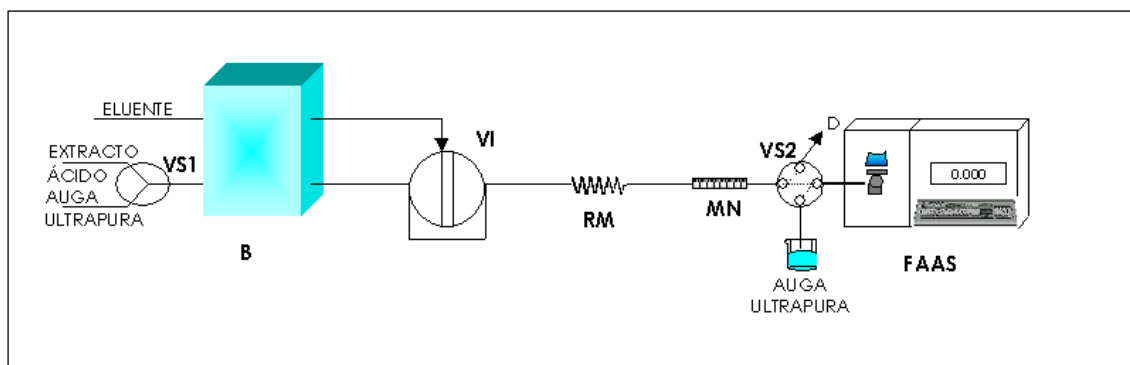 ELUENTE
EXTRACTO
ÁCIDO
AUGA
ULTRAPURA
VS1
B
VI
RM
MN
VS2
D
AUGA
ULTRAPURA
0.000
FAAS